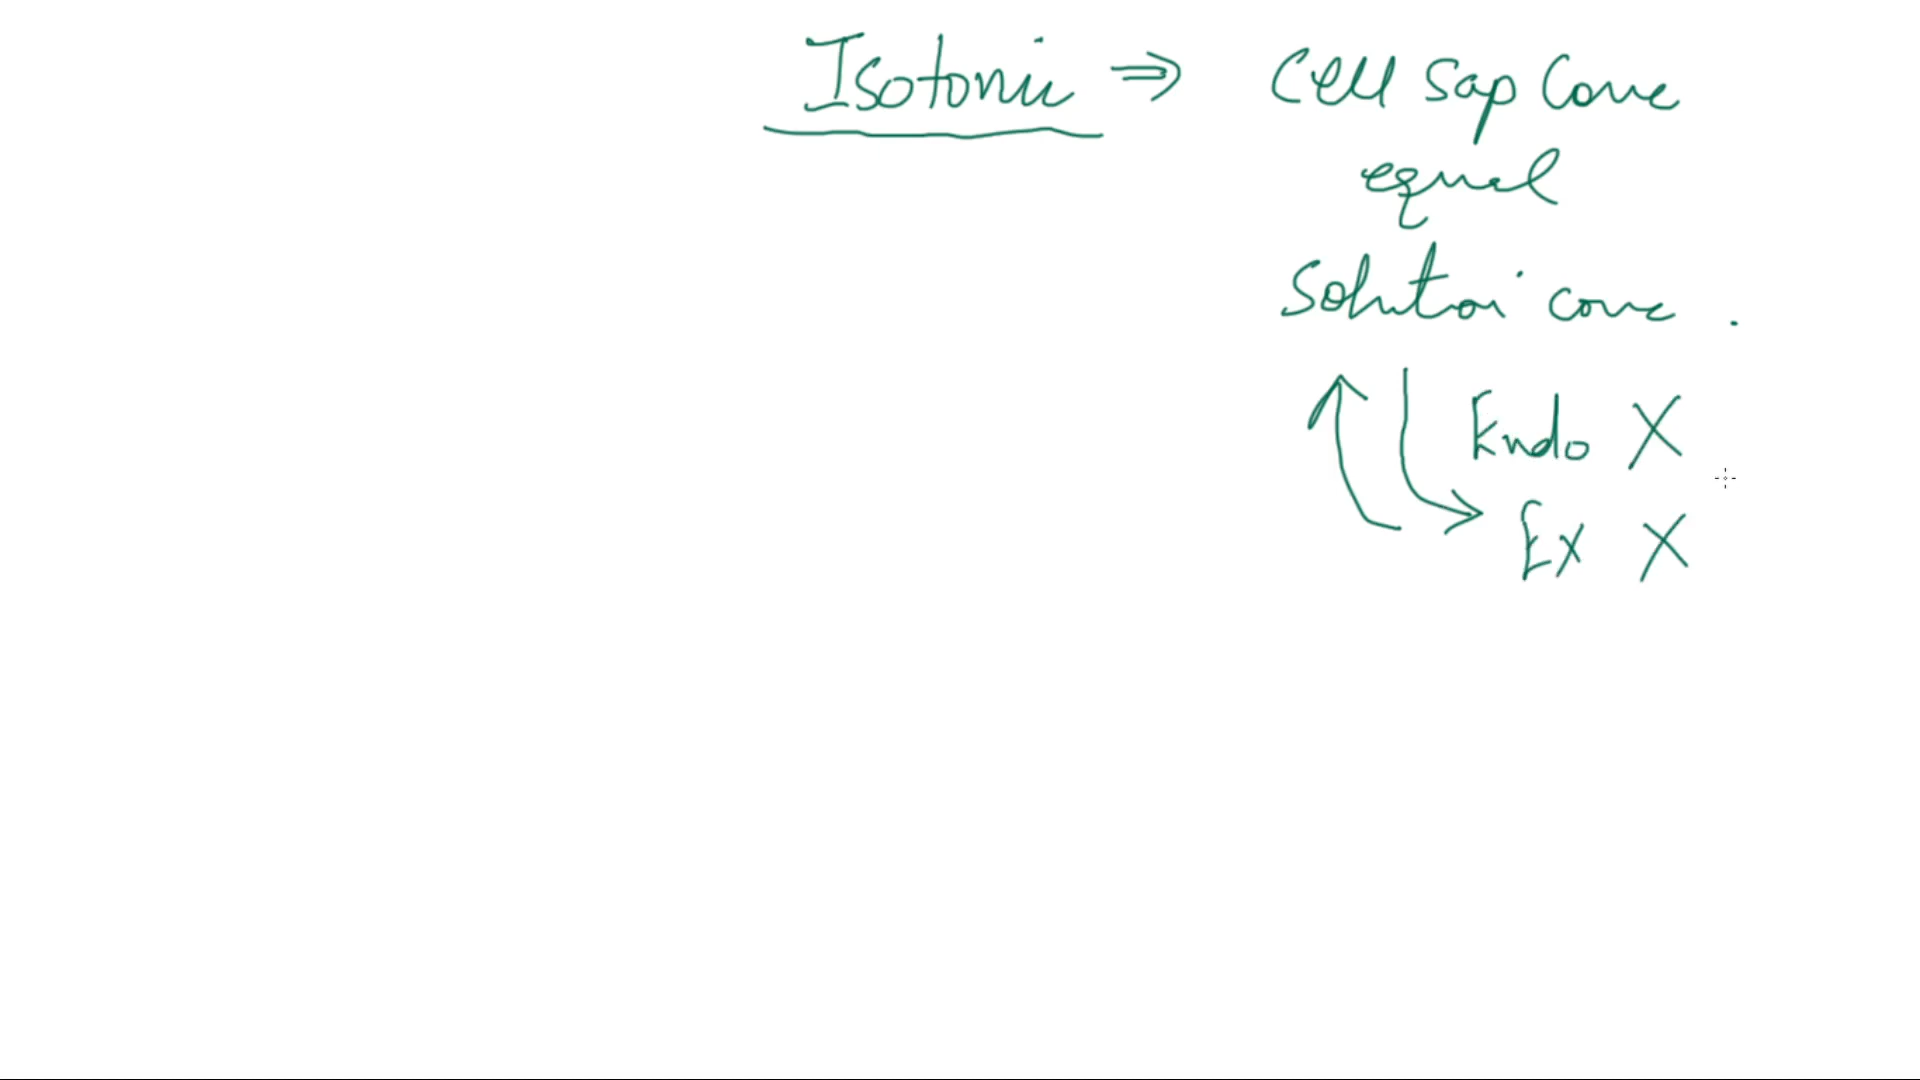 Isotonic ⇒ Cell Sap Conc
equal
Solution conc .
Endo X
Ex X